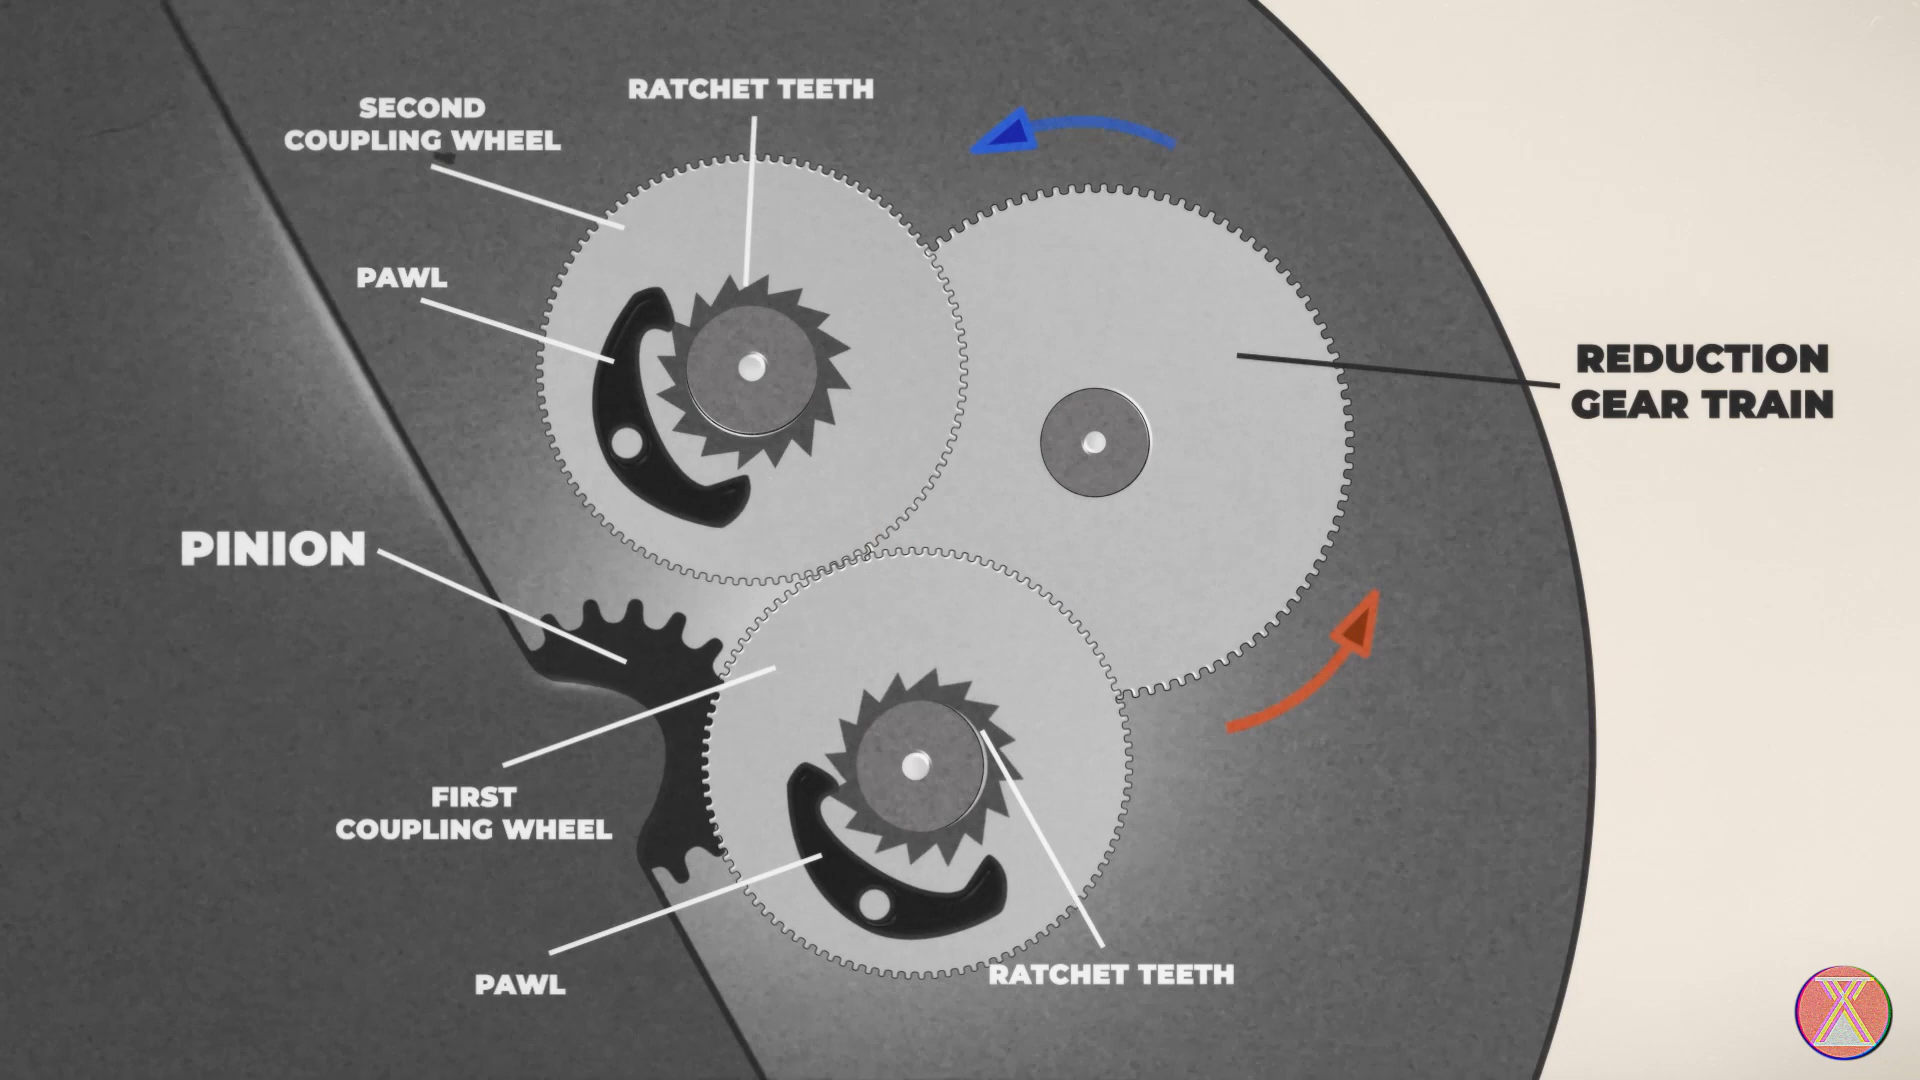 RATCHET TEETH
SECOND
COUPLING WHEEL
PAWL
REDUCTION
GEAR TRAIN
PINION
FIRST
COUPLING WHEEL
PAWL
RATCHET TEETH